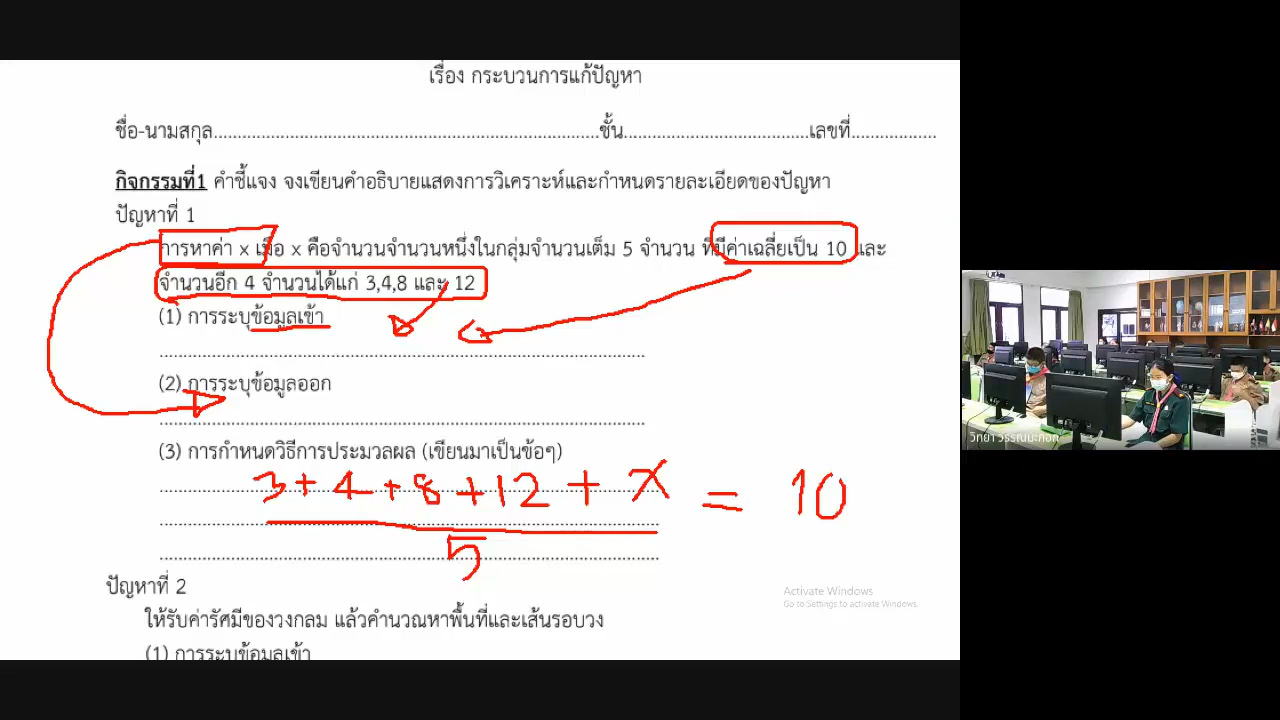 เรื่อง กระบวนการแก้ปัญหา
ชื่อ-นามสกุล..................................................................................ชั้น.......................................เลขที่..................
กิจกรรมที่1 คำชี้แจง จงเขียนคำอธิบายแสดงการวิเคราะห์และกำหนดรายละเอียดของปัญหา
ปัญหาที่ 1
การหาค่า x เมื่อ x คือจำนวนจำนวนหนึ่งในกลุ่มจำนวนเต็ม 5 จำนวน ที่มีค่าเฉลี่ยเป็น 10 และ
จำนวนอีก 4 จำนวนได้แก่ 3,4,8 และ 12
(1) การระบุข้อมูลเข้า
(2) การระบุข้อมูลออก
(3) การกำหนดวิธีการประมวลผล (เขียนมาเป็นข้อๆ)
3+4+8+12+x = 10
5
ปัญหาที่ 2
ให้รับค่ารัศมีของวงกลม แล้วคำนวณหาพื้นที่และเส้นรอบวง
(1) การระบุข้อมูลเข้า
Activate Windows
Go to Settings to activate Windows.
วิทยา วรรณมะกอก